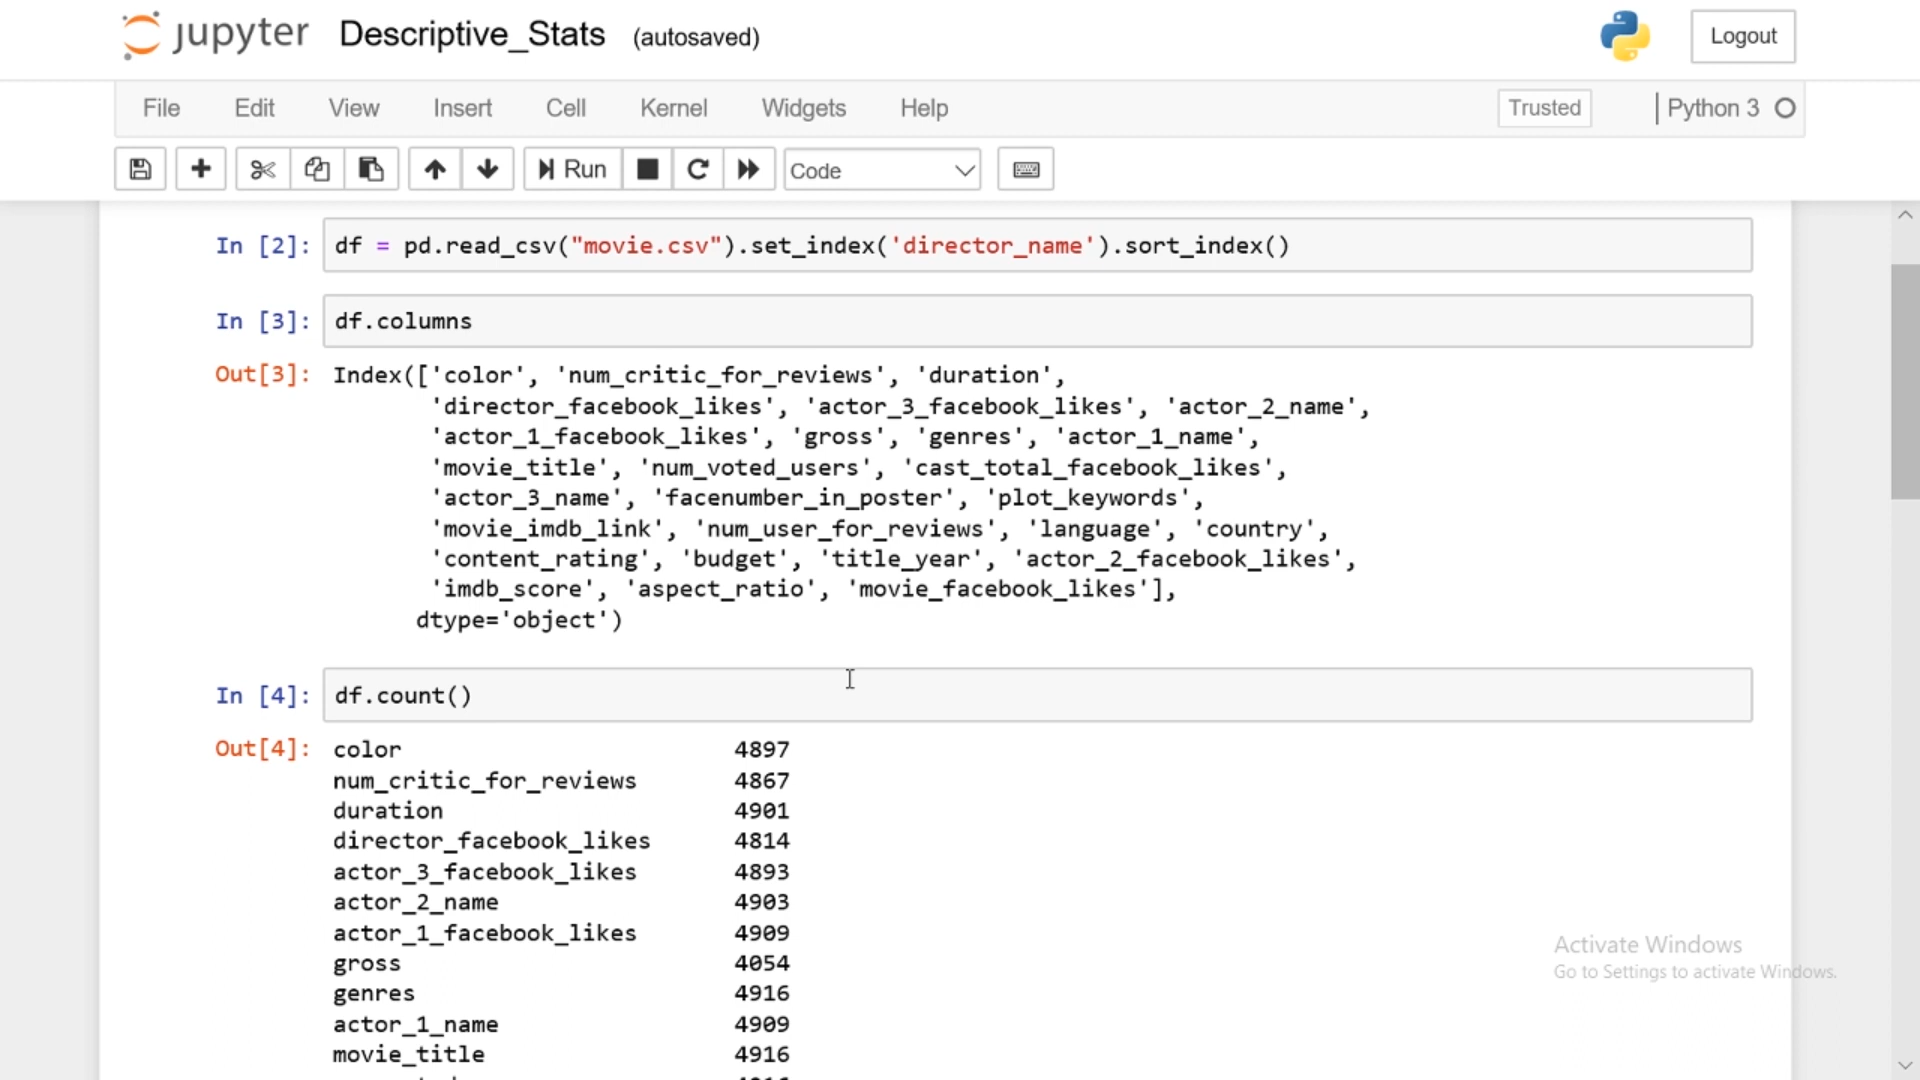 jupyter Descriptive_Stats (autosaved) Logout
File Edit View Insert Cell Kernel Widgets Help Trusted Python 3
Run Code
In [2]: df = pd.read_csv("movie.csv").set_index('director_name').sort_index()
In [3]: df.columns
Out[3]: Index(['color', 'num_critic_for_reviews', 'duration',
'director_facebook_likes', 'actor_3_facebook_likes', 'actor_2_name',
'actor_1_facebook_likes', 'gross', 'genres', 'actor_1_name',
'movie_title', 'num_voted_users', 'cast_total_facebook_likes',
'actor_3_name', 'facenumber_in_poster', 'plot_keywords',
'movie_imdb_link', 'num_user_for_reviews', 'language', 'country',
'content_rating', 'budget', 'title_year', 'actor_2_facebook_likes',
'imdb_score', 'aspect_ratio', 'movie_facebook_likes'],
dtype='object')
In [4]: df.count()
Out[4]: color 4897
num_critic_for_reviews 4867
duration 4901
director_facebook_likes 4814
actor_3_facebook_likes 4893
actor_2_name 4903
actor_1_facebook_likes 4909
Activate Windows
gross 4054
Go to Settings to activate Windows.
genres 4916
actor_1_name 4909
movie_title 4916